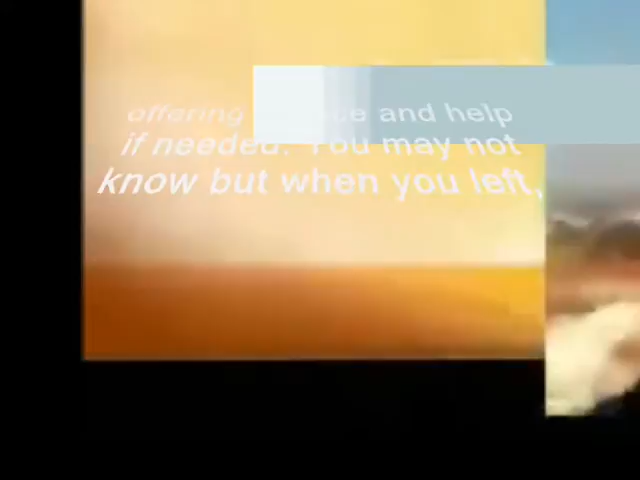 offering and help
if needed. You may not
know but when you left,